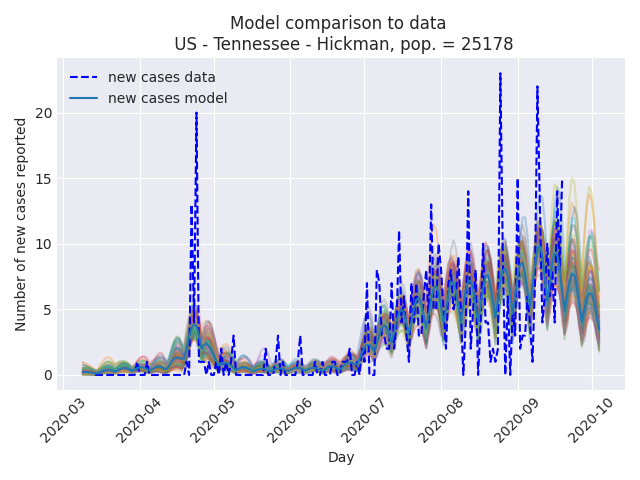 Model comparison to data
US - Tennessee - Hickman, pop. = 25178
new cases data
new cases model
Number of new cases reported
20
15
10
5
0
2020-03
2020-04
2020-05
2020-06
2020-07
2020-08
2020-09
2020-10
Day